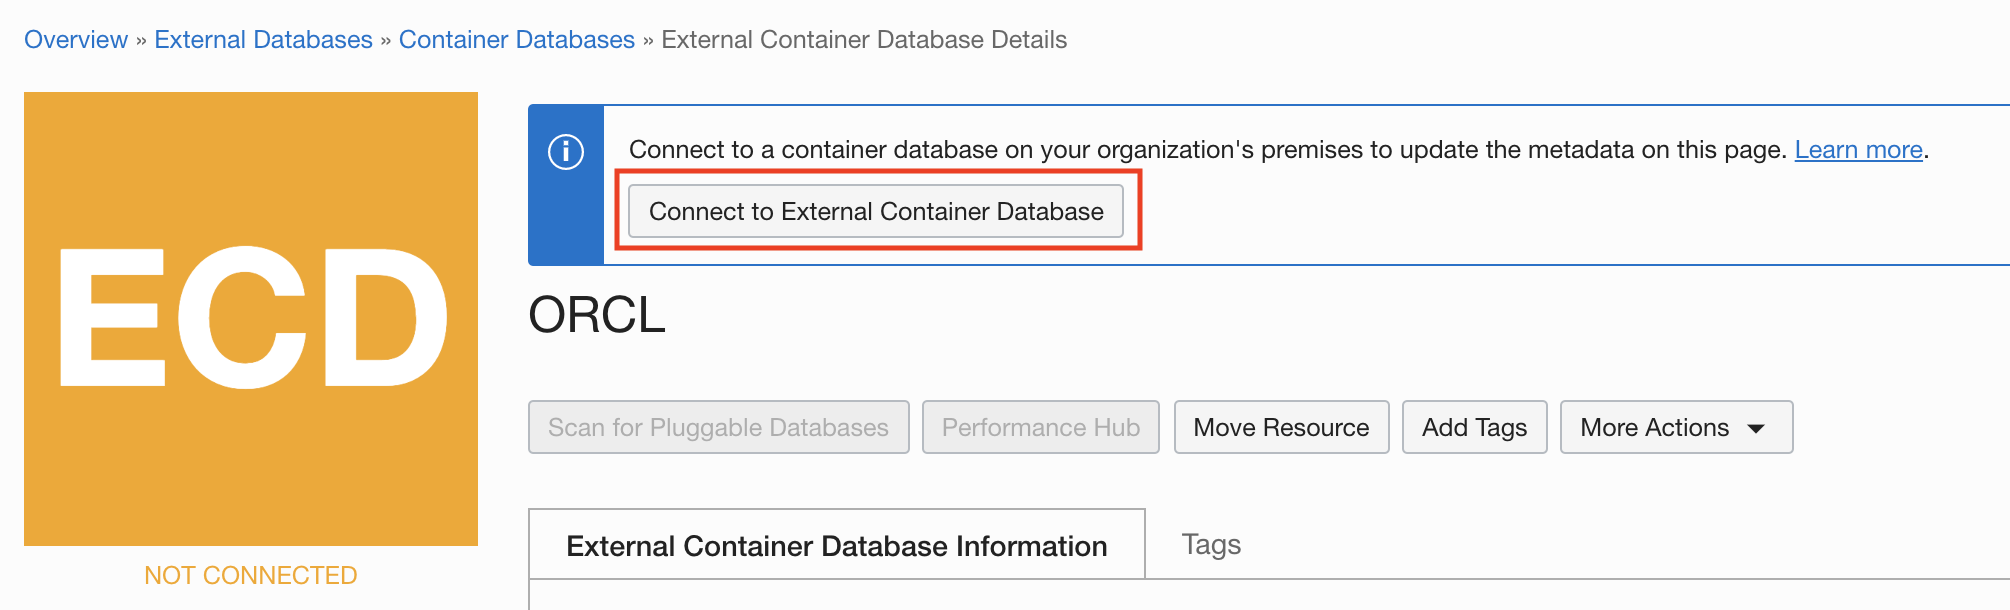 Overview » External Databases » Container Databases » External Container Database Details
Connect to a container database on your organization's premises to update the metadata on this page. Learn more.
Connect to External Container Database
ECD
NOT CONNECTED
ORCL
Scan for Pluggable Databases Performance Hub Move Resource Add Tags More Actions
External Container Database Information Tags